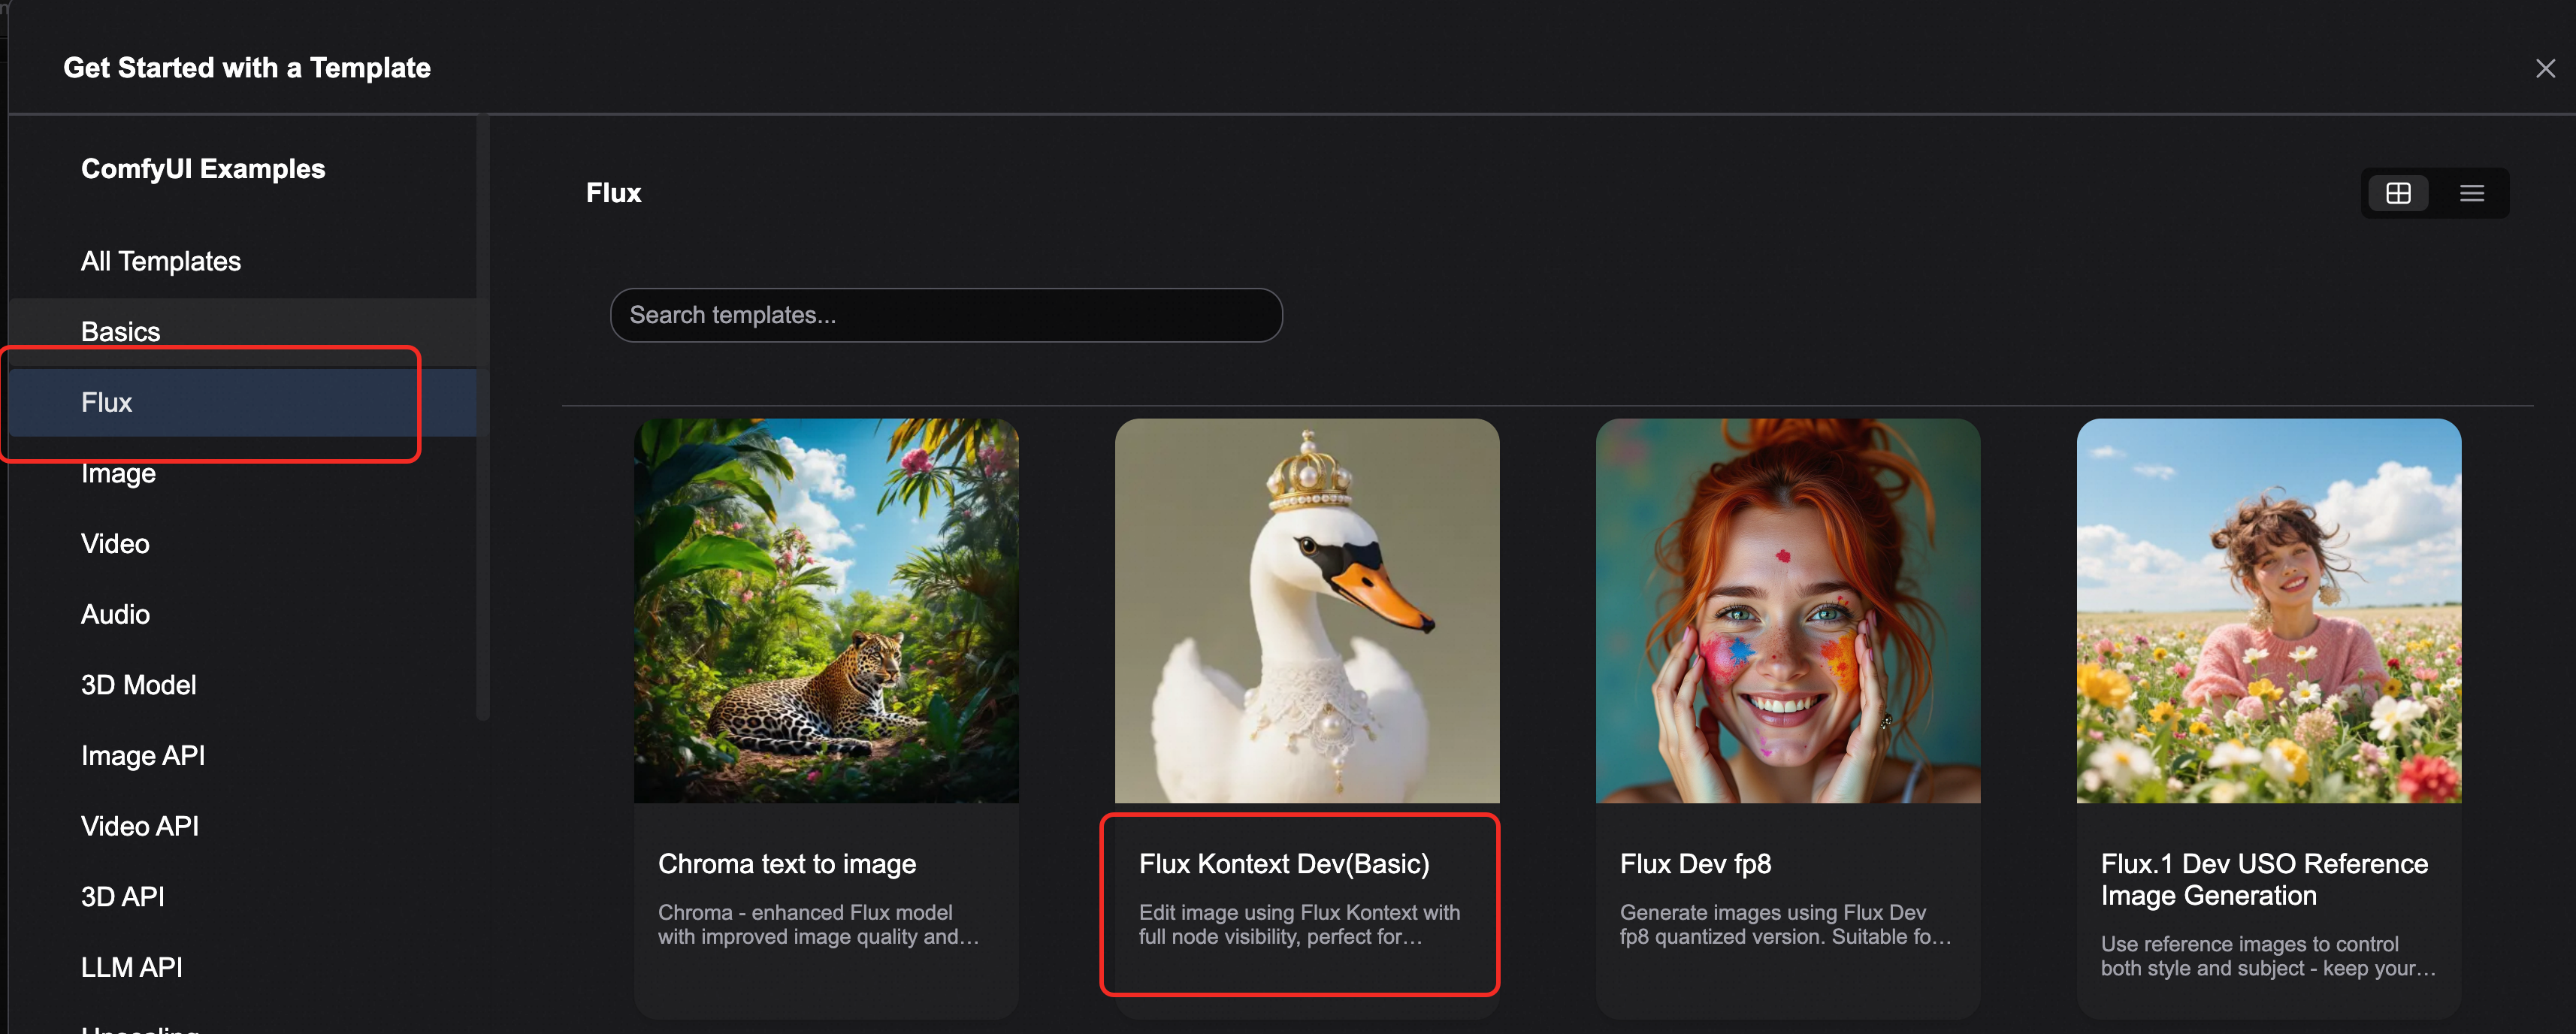 Get Started with a Template
ComfyUI Examples
All Templates
Basics
Flux
Image
Video
Audio
3D Model
Image API
Video API
3D API
LLM API
Upscaling
Flux
Search templates...
Chroma text to image
Chroma - enhanced Flux model
with improved image quality and...
Flux Kontext Dev(Basic)
Edit image using Flux Kontext with
full node visibility, perfect for...
Flux Dev fp8
Generate images using Flux Dev
fp8 quantized version. Suitable fo...
Flux.1 Dev USO Reference
Image Generation
Use reference images to control
both style and subject - keep your...